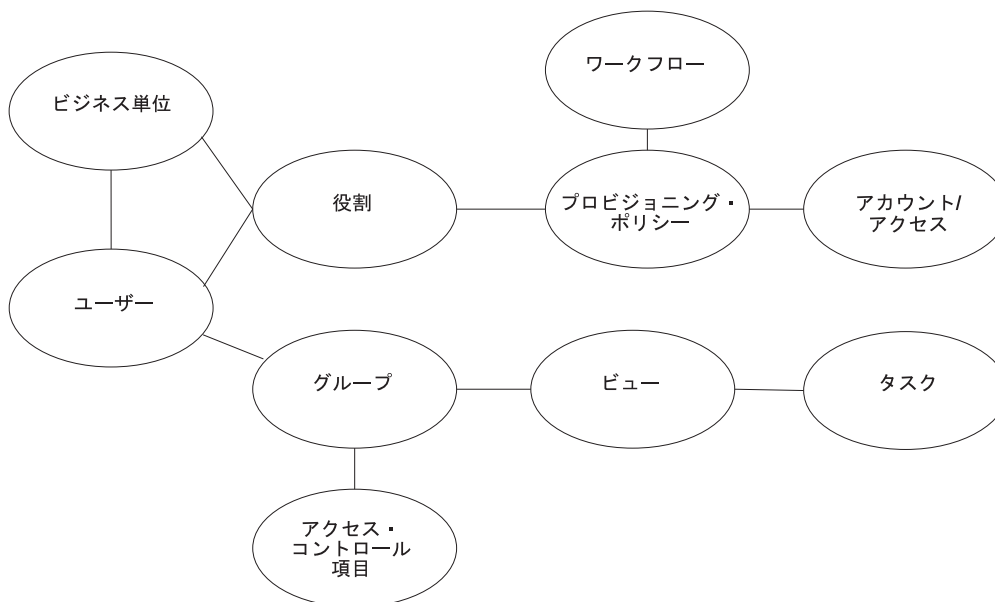 ワークフロー
ビジネス単位
役割
プロビジョニング・
ポリシー
アカウント/
アクセス
ユーザー
グループ
ビュー
タスク
アクセス・
コントロール
項目